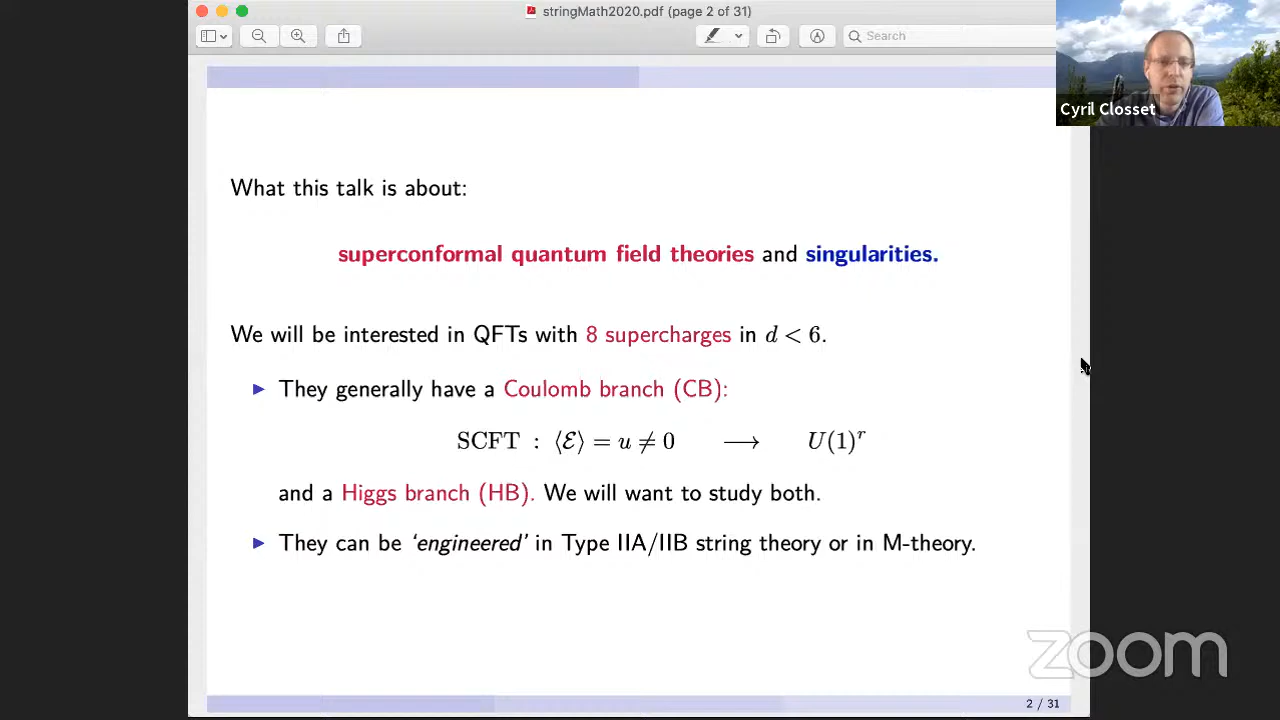 stringMath2020.pdf (page 2 of 31)
Search
Cyril Closset
What this talk is about:
superconformal quantum field theories and singularities.
We will be interested in QFTs with 8 supercharges in d < 6.
▶ They generally have a Coulomb branch (CB):
SCFT : ⟨ℰ⟩ = u ≠ 0 ⟶ U(1)^r
and a Higgs branch (HB). We will want to study both.
▶ They can be ‘engineered’ in Type IIA/IIB string theory or in M-theory.
zoom
2 / 31